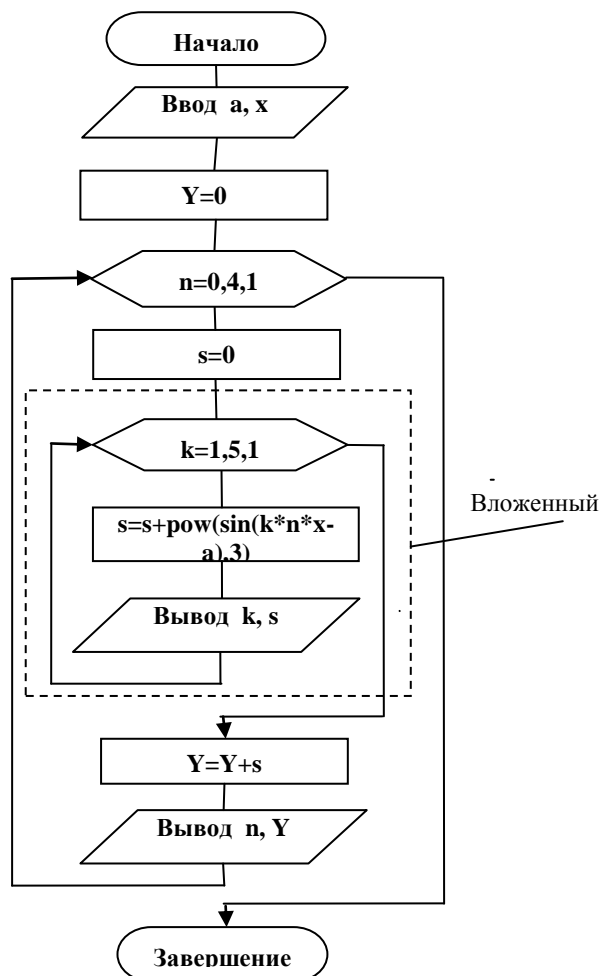 Начало
Ввод a, x
Y=0
n=0,4,1
s=0
k=1,5,1
s=s+pow(sin(k*n*x-
a),3)
Вывод k, s
Вложенный
Y=Y+s
Вывод n, Y
Завершение